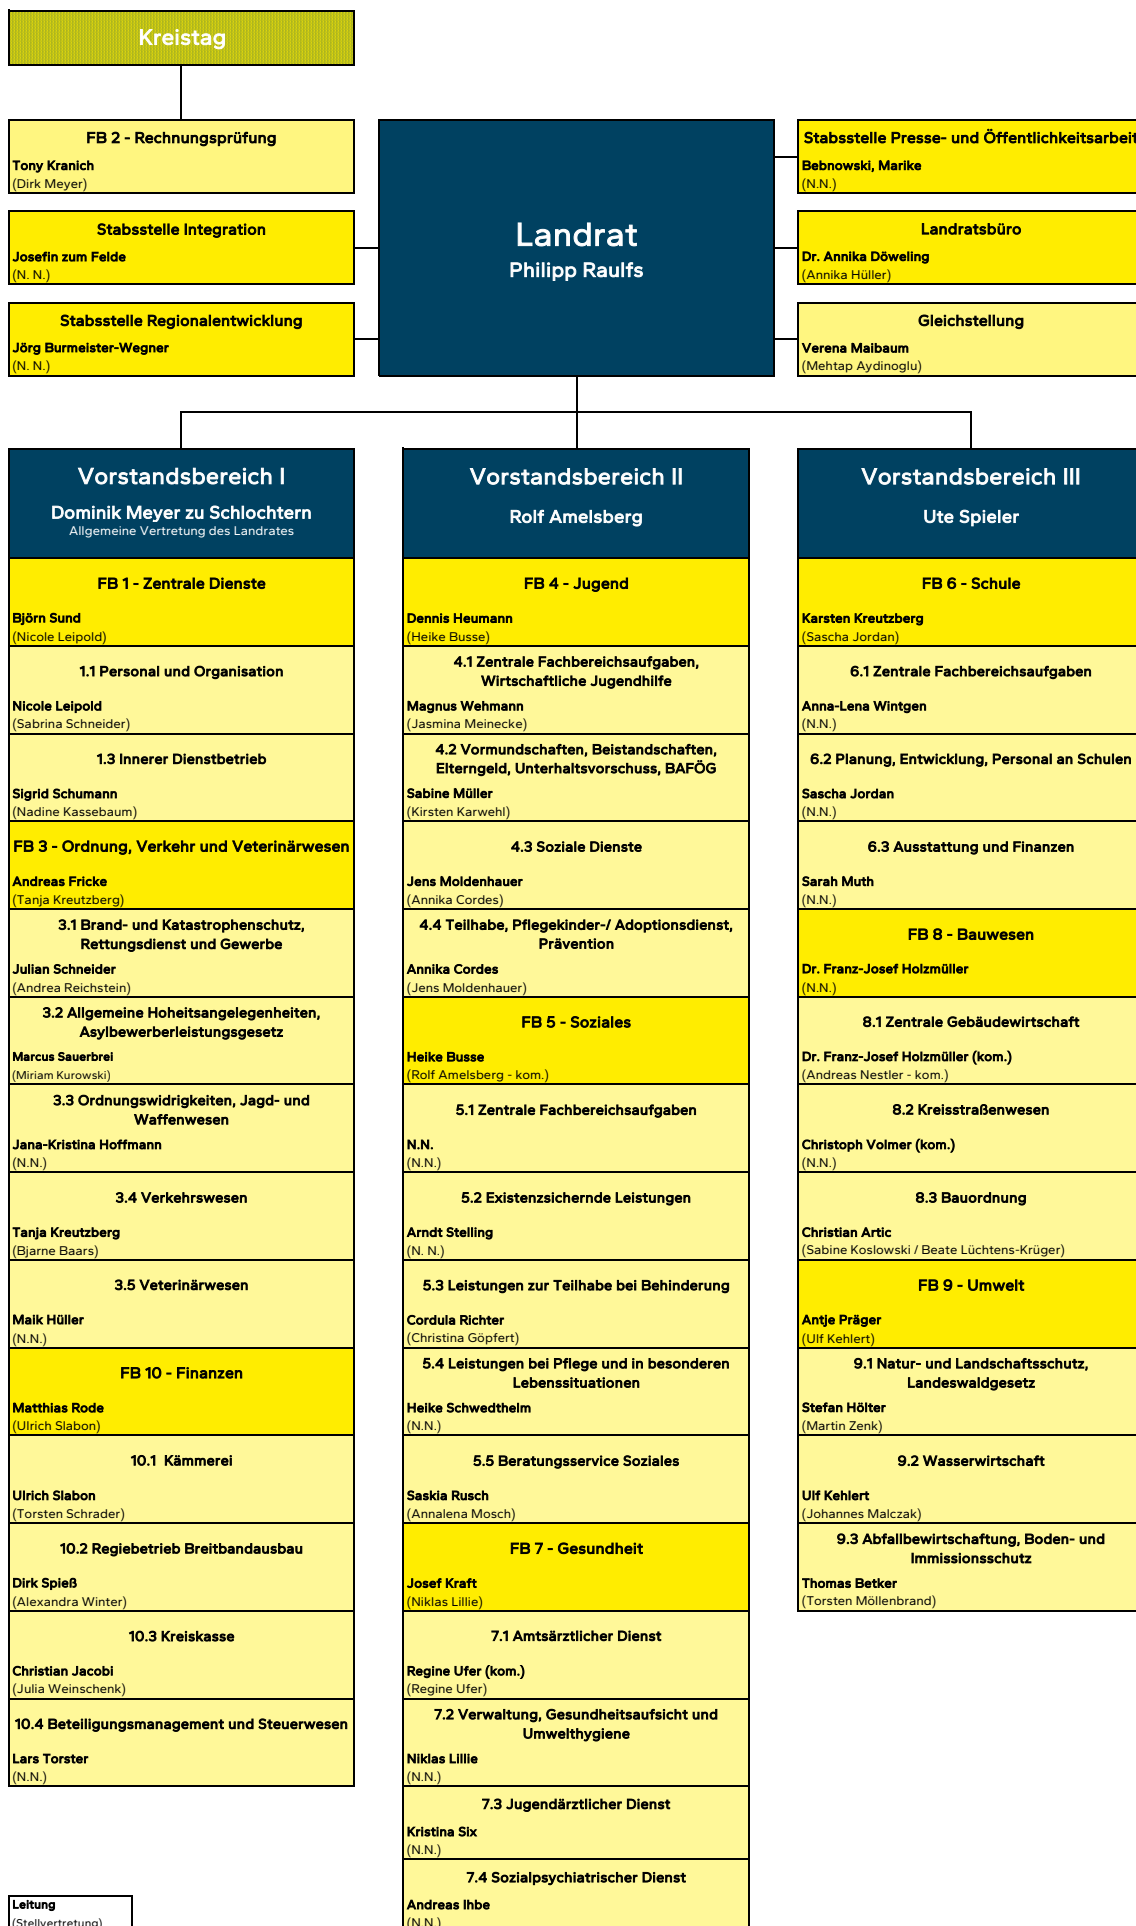 Kreistag
FB 2 - Rechnungsprüfung
Tony Kranich
(Dirk Meyer)
Stabsstelle Integration
Josefin zum Felde
(N. N.)
Stabsstelle Regionalentwicklung
Jörg Burmeister-Wegner
(N. N.)
Landrat
Philipp Raulfs
Stabsstelle Presse- und Öffentlichkeitsarbeit
Bebnowski, Marike
(N.N.)
Landratsbüro
Dr. Annika Döweling
(Annika Hüller)
Gleichstellung
Verena Maibaum
(Mehtap Aydinoglu)
Vorstandsbereich I
Dominik Meyer zu Schlochtern
Allgemeine Vertretung des Landrates
FB 1 - Zentrale Dienste
Björn Sund
(Nicole Leipold)
1.1 Personal und Organisation
Nicole Leipold
(Sabrina Schneider)
1.3 Innerer Dienstbetrieb
Sigrid Schumann
(Nadine Kassebaum)
FB 3 - Ordnung, Verkehr und Veterinärwesen
Andreas Fricke
(Tanja Kreutzberg)
3.1 Brand- und Katastrophenschutz,
Rettungsdienst und Gewerbe
Julian Schneider
(Andrea Reichstein)
3.2 Allgemeine Hoheitsangelegenheiten,
Asylbewerberleistungsgesetz
Marcus Sauerbrei
(Miriam Kurowski)
3.3 Ordnungswidrigkeiten, Jagd- und
Waffenwesen
Jana-Kristina Hoffmann
(N.N.)
3.4 Verkehrswesen
Tanja Kreutzberg
(Bjarne Baars)
3.5 Veterinärwesen
Maik Hüller
(N.N.)
FB 10 - Finanzen
Matthias Rode
(Ulrich Slabon)
10.1 Kämmerei
Ulrich Slabon
(Torsten Schrader)
10.2 Regiebetrieb Breitbandausbau
Dirk Spieß
(Alexandra Winter)
10.3 Kreiskasse
Christian Jacobi
(Julia Weinschenk)
10.4 Beteiligungsmanagement und Steuerwesen
Lars Torster
(N.N.)
Vorstandsbereich II
Rolf Amelsberg
FB 4 - Jugend
Dennis Heumann
(Heike Busse)
4.1 Zentrale Fachbereichsaufgaben,
Wirtschaftliche Jugendhilfe
Magnus Wehmann
(Jasmina Meinecke)
4.2 Vormundschaften, Beistandschaften,
Elterngeld, Unterhaltsvorschuss, BAFÖG
Sabine Müller
(Kirsten Karwehl)
4.3 Soziale Dienste
Jens Moldenhauer
(Annika Cordes)
4.4 Teilhabe, Pflegekinder-/ Adoptionsdienst,
Prävention
Annika Cordes
(Jens Moldenhauer)
FB 5 - Soziales
Heike Busse
(Rolf Amelsberg - kom.)
5.1 Zentrale Fachbereichsaufgaben
N.N.
(N.N.)
5.2 Existenzsichernde Leistungen
Arndt Stelling
(N. N.)
5.3 Leistungen zur Teilhabe bei Behinderung
Cordula Richter
(Christina Göpfert)
5.4 Leistungen bei Pflege und in besonderen
Lebenssituationen
Heike Schwedthelm
(N.N.)
5.5 Beratungsservice Soziales
Saskia Rusch
(Annalena Mosch)
FB 7 - Gesundheit
Josef Kraft
(Niklas Lillie)
7.1 Amtsärztlicher Dienst
Regine Ufer (kom.)
(Regine Ufer)
7.2 Verwaltung, Gesundheitsaufsicht und
Umwelthygiene
Niklas Lillie
(N.N.)
7.3 Jugendärztlicher Dienst
Kristina Six
(N.N.)
7.4 Sozialpsychiatrischer Dienst
Andreas Ihbe
(N.N.)
Vorstandsbereich III
Ute Spieler
FB 6 - Schule
Karsten Kreutzberg
(Sascha Jordan)
6.1 Zentrale Fachbereichsaufgaben
Anna-Lena Wintgen
(N.N.)
6.2 Planung, Entwicklung, Personal an Schulen
Sascha Jordan
(N.N.)
6.3 Ausstattung und Finanzen
Sarah Muth
(N.N.)
FB 8 - Bauwesen
Dr. Franz-Josef Holzmüller
(N.N.)
8.1 Zentrale Gebäudewirtschaft
Dr. Franz-Josef Holzmüller (kom.)
(Andreas Nestler - kom.)
8.2 Kreisstraßenwesen
Christoph Volmer (kom.)
(N.N.)
8.3 Bauordnung
Christian Artic
(Sabine Koslowski / Beate Lüchtens-Krüger)
FB 9 - Umwelt
Antje Präger
(Ulf Kehlert)
9.1 Natur- und Landschaftsschutz,
Landeswaldgesetz
Stefan Hölter
(Martin Zenk)
9.2 Wasserwirtschaft
Ulf Kehlert
(Johannes Malczak)
9.3 Abfallbewirtschaftung, Boden- und
Immissionsschutz
Thomas Betker
(Torsten Möllenbrand)
Leitung
(Stellvertretung)